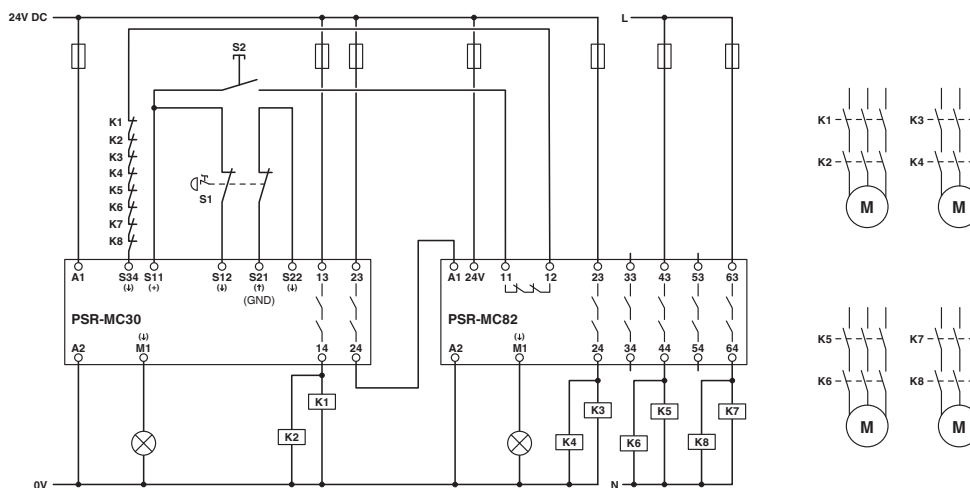 24V DC
L
S2
K1
K2
K3
K4
K5
K6
K7
K8
S1
A1 S34 S11 S12 S21 S22 13 23
(↓) (+) (↓) (↑) (↓)
(GND)
PSR-MC30
(↓)
A2 M1 14 24
A1 24V 11 12 23 33 43 53 63
PSR-MC82
(↓)
A2 M1 24 34 44 54 64
K1
K2
K3
K4
K5
K6
K7
K8
0V
N
K1 K3
K2 K4
M M
K5 K7
K6 K8
M M